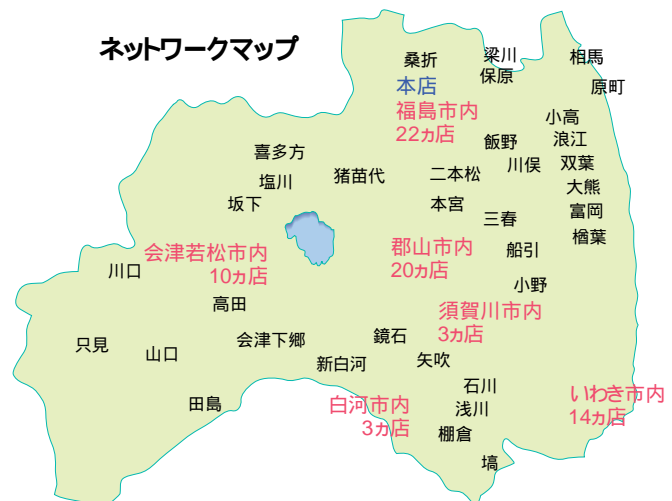 ネットワークマップ
桑折
梁川
保原
相馬
原町
本店
福島市内
22ヵ店
小高
浪江
双葉
大熊
富岡
楢葉
飯野
川俣
喜多方
塩川
坂下
猪苗代
二本松
本宮
三春
船引
小野
会津若松市内
10ヵ店
郡山市内
20ヵ店
川口
高田
須賀川市内
3ヵ店
只見
山口
会津下郷
鏡石
新白河
矢吹
田島
白河市内
3ヵ店
石川
浅川
棚倉
塙
いわき市内
14ヵ店